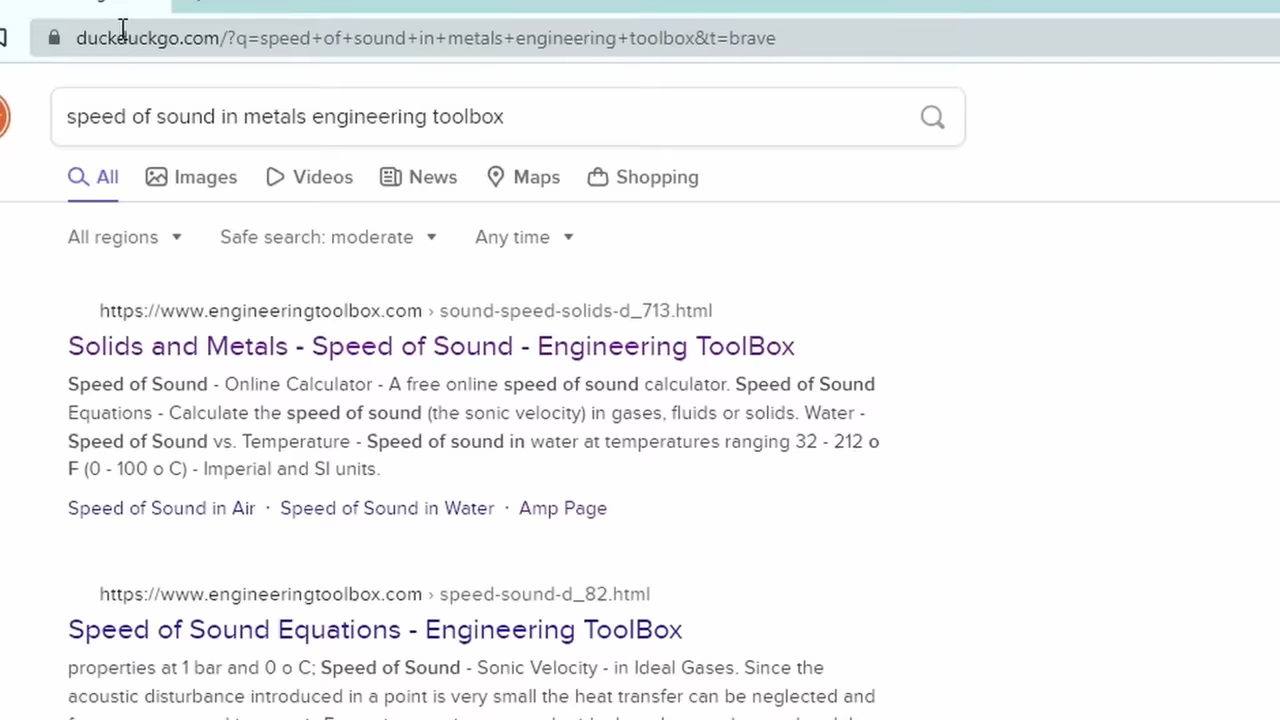 duckduckgo.com/?q=speed+of+sound+in+metals+engineering+toolbox&t=brave
speed of sound in metals engineering toolbox
All Images Videos News Maps Shopping
All regions Safe search: moderate Any time
https://www.engineeringtoolbox.com › sound-speed-solids-d_713.html
Solids and Metals - Speed of Sound - Engineering ToolBox
Speed of Sound - Online Calculator - A free online speed of sound calculator. Speed of Sound
Equations - Calculate the speed of sound (the sonic velocity) in gases, fluids or solids. Water -
Speed of Sound vs. Temperature - Speed of sound in water at temperatures ranging 32 - 212 o
F (0 - 100 o C) - Imperial and SI units.
Speed of Sound in Air · Speed of Sound in Water · Amp Page
https://www.engineeringtoolbox.com › speed-sound-d_82.html
Speed of Sound Equations - Engineering ToolBox
properties at 1 bar and 0 o C; Speed of Sound - Sonic Velocity - in Ideal Gases. Since the
acoustic disturbance introduced in a point is very small the heat transfer can be neglected and